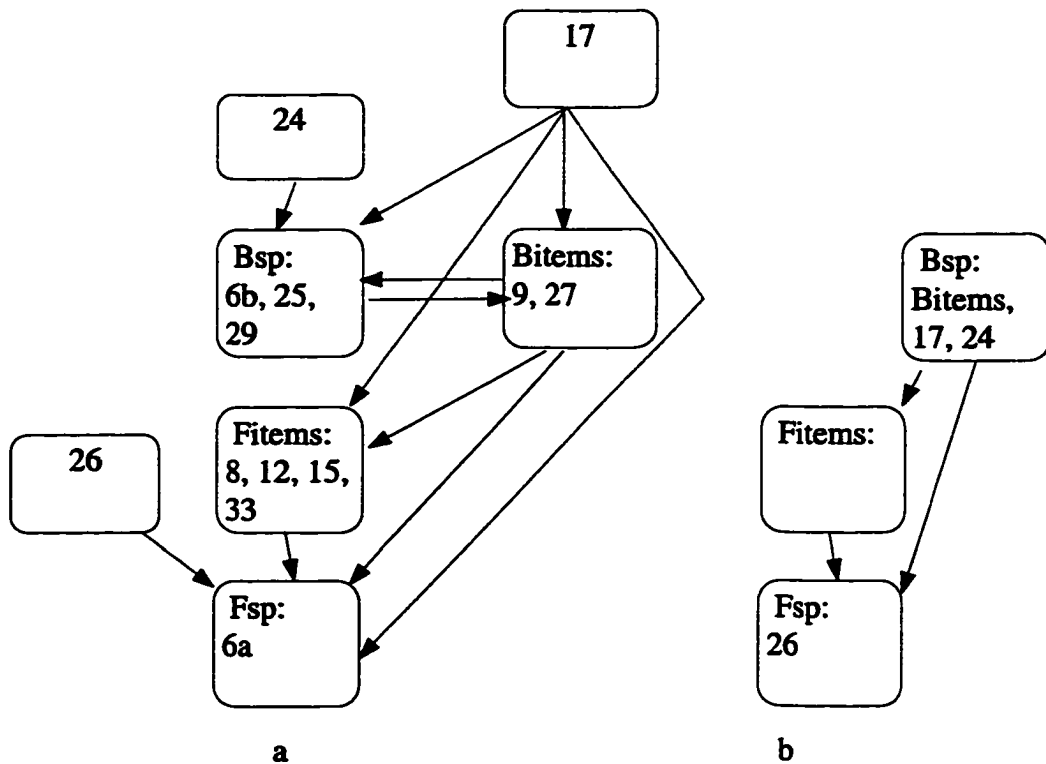 17
24
Bsp:
6b, 25,
29
Bitems:
9, 27
Fitems:
8, 12, 15,
33
26
Fsp:
6a
a
Bsp:
Bitems,
17, 24
Fitems:
Fsp:
26
b